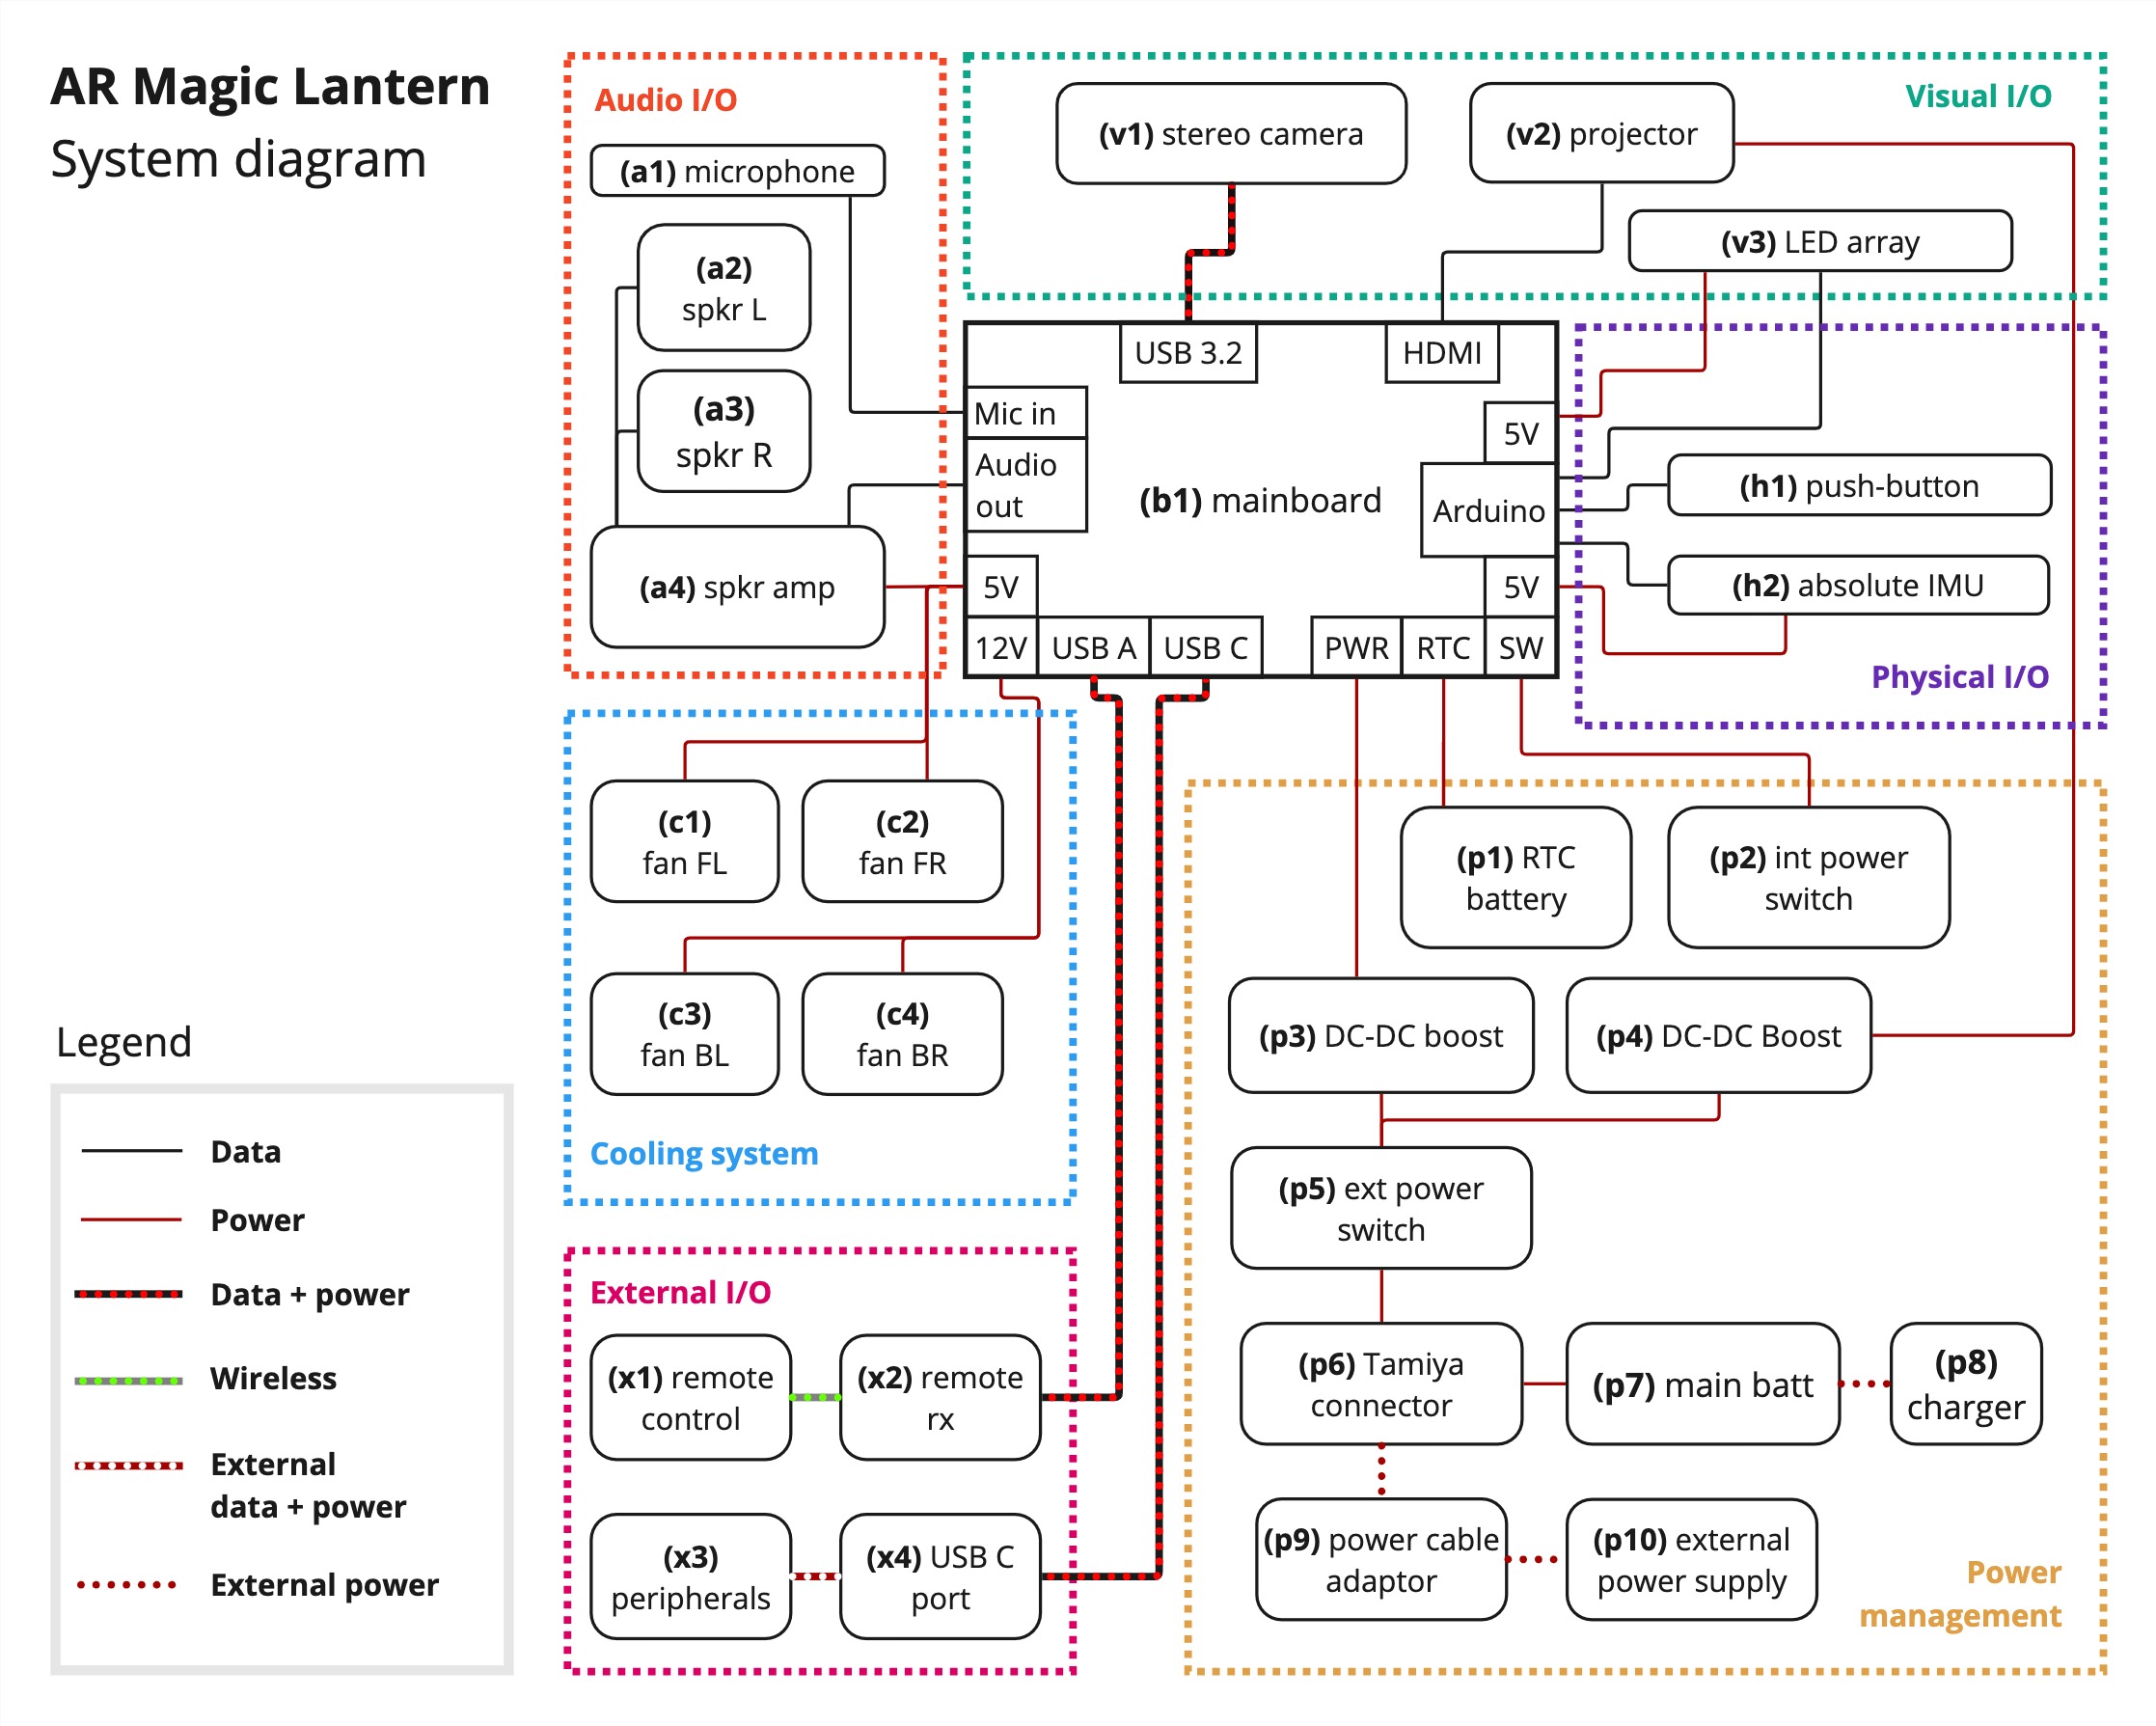 AR Magic Lantern
System diagram
Audio I/O
(a1) microphone
(a2)
spkr L
(a3)
spkr R
(a4) spkr amp
Visual I/O
(v1) stereo camera
(v2) projector
(v3) LED array
USB 3.2
HDMI
Mic in
Audio
out
(b1) mainboard
5V
Arduino
5V
5V
12V
USB A
USB C
PWR
RTC
SW
(h1) push-button
(h2) absolute IMU
Physical I/O
(c1)
fan FL
(c2)
fan FR
(c3)
fan BL
(c4)
fan BR
Cooling system
External I/O
(x1) remote
control
(x2) remote
rx
(x3)
peripherals
(x4) USB C
port
(p1) RTC
battery
(p2) int power
switch
(p3) DC-DC boost
(p4) DC-DC Boost
(p5) ext power
switch
(p6) Tamiya
connector
(p7) main batt
(p8)
charger
(p9) power cable
adaptor
(p10) external
power supply
Power
management
Legend
Data
Power
Data + power
Wireless
External
data + power
External power